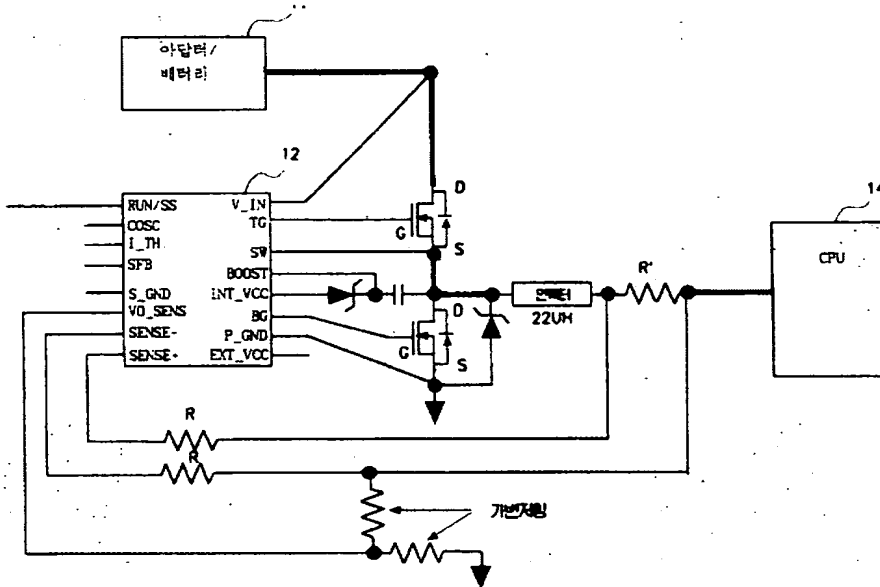 아답터/
배터리
12
14
RUN/SS
COSC
I_TH
SFB
S_GND
VO_SENS
SENSE-
SENSE+
V_IN
TG
SW
BOOST
INT_VCC
BG
P_GND
EXT_VCC
D
G
S
D
G
S
22UH
R'
CPU
R
R
가변저항